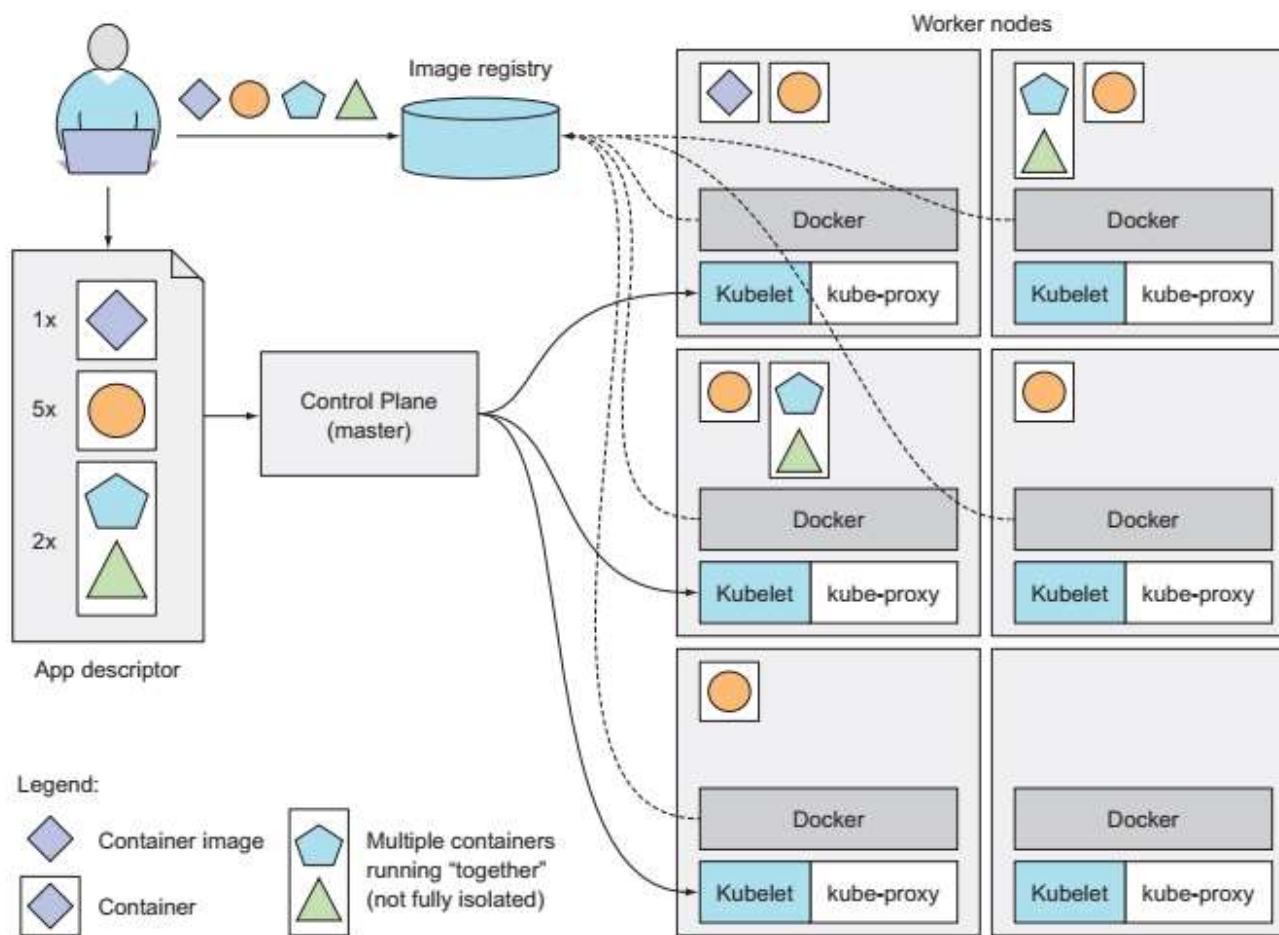 Worker nodes
Image registry
Docker
Kubelet kube-proxy
Docker
Kubelet kube-proxy
1x
5x
2x
App descriptor
Control Plane
(master)
Docker
Kubelet kube-proxy
Docker
Kubelet kube-proxy
Docker
Kubelet kube-proxy
Docker
Kubelet kube-proxy
Legend:
Container image
Container
Multiple containers
running “together”
(not fully isolated)